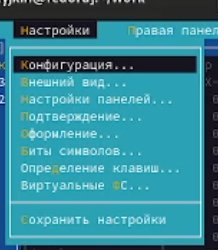 Настройки Правая панел
Конфигурация...
Внешний вид...
Настройки панелей...
Подтверждение...
Оформление...
Биты символов...
Определение клавиш...
Виртуальные ФС...
Сохранить настройки